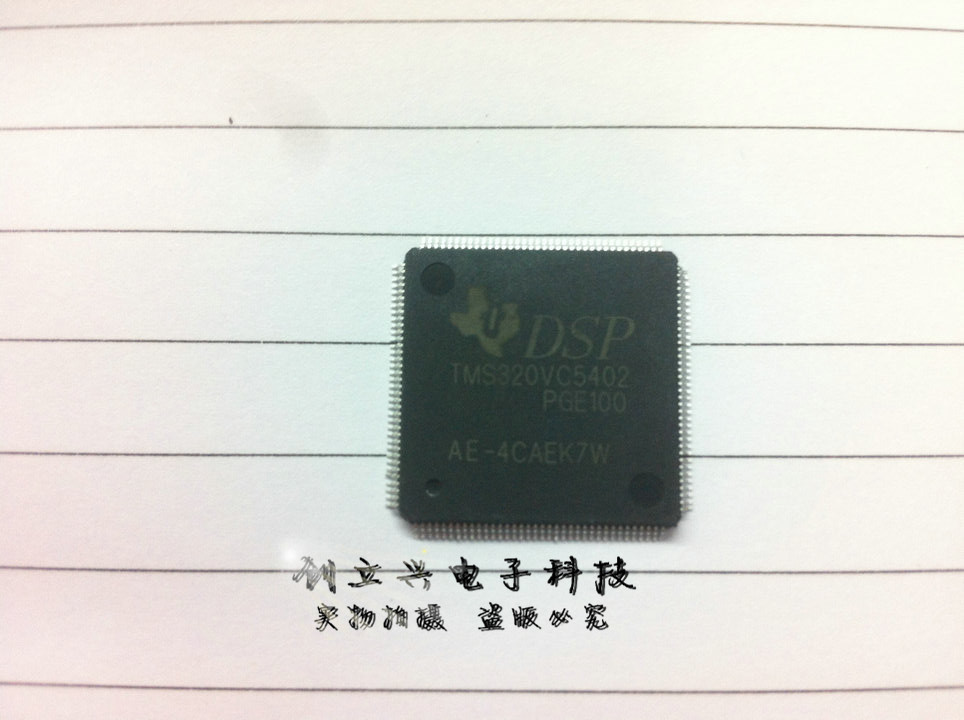 DSP
TMS320VC5402
PGE100
AE-4CAEK7W
创立兴电子科技
实物拍摄 盗版必究